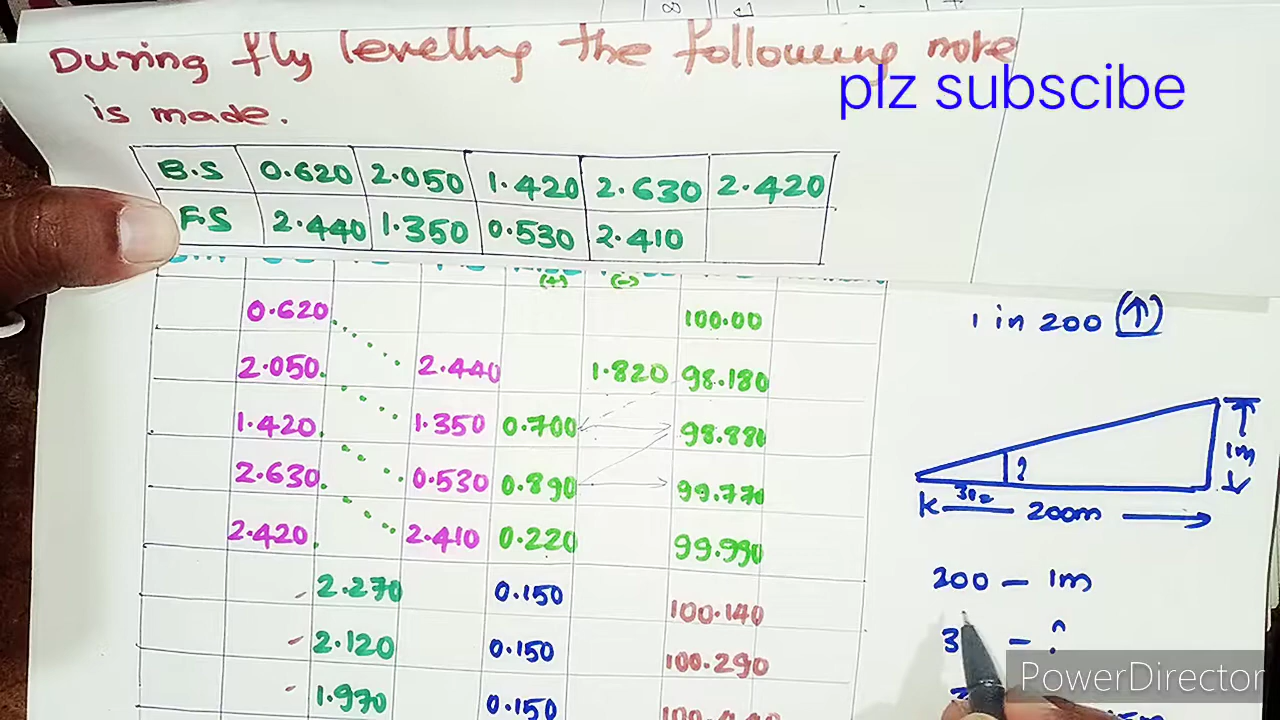 During fly levelling the following note
plz subscibe
is made.
B.S 0.620 2.050 1.420 2.630 2.420
F.S 2.440 1.350 0.530 2.410
(+) (-)
0.620 100.00
2.050 2.440 1.820 98.180
1.420 1.350 0.700 98.880
2.630 0.530 0.890 99.770
2.420 2.410 0.220 99.990
2.270 0.150 100.140
2.120 0.150 100.290
1.970 0.150
1 in 200 (↑)
1m
?
30m
200m
200 - 1m
- ?
PowerDirector